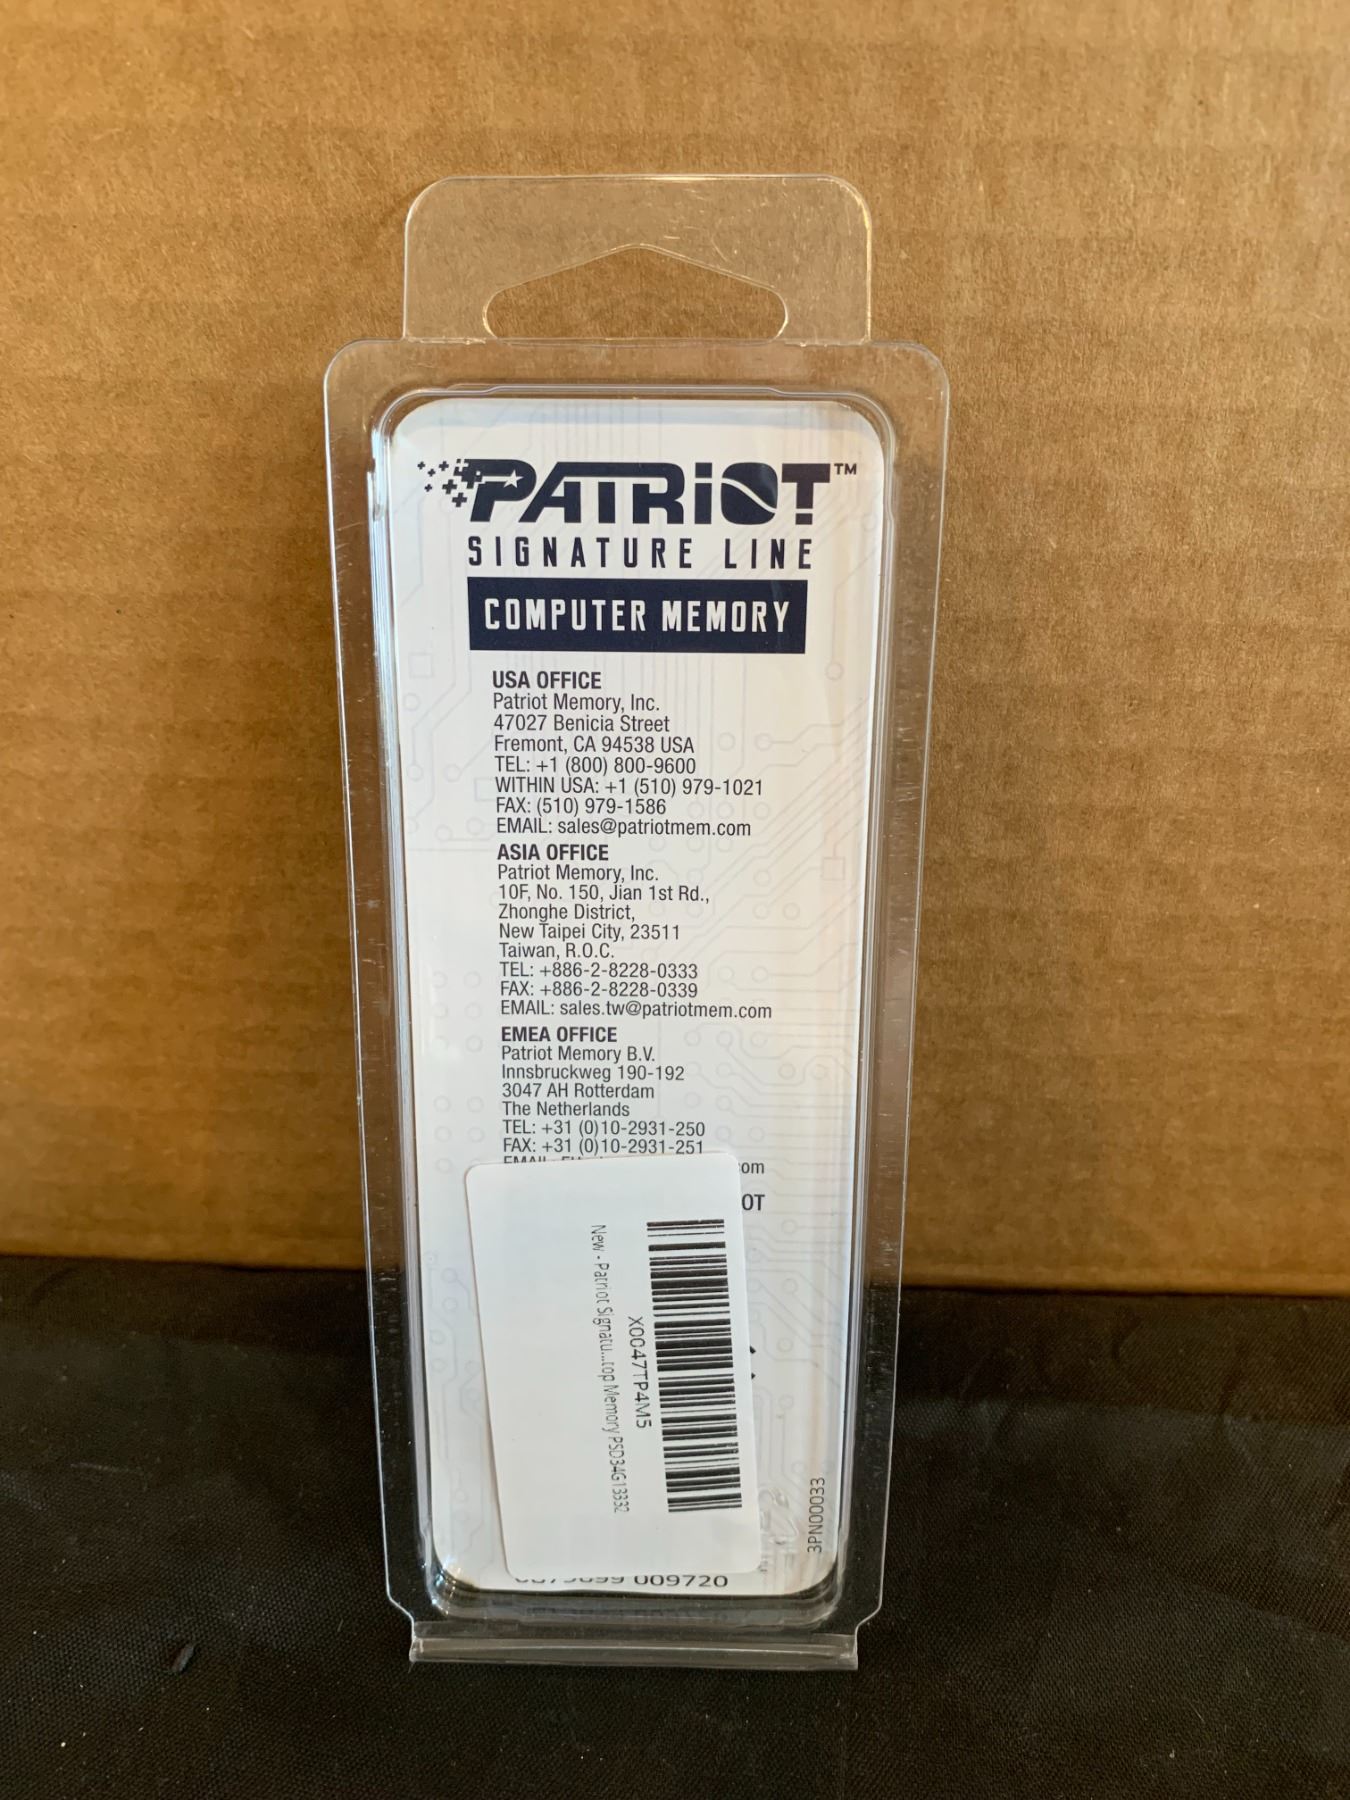 PATRIOT™
SIGNATURE LINE
COMPUTER MEMORY
USA OFFICE
Patriot Memory, Inc.
47027 Benicia Street
Fremont, CA 94538 USA
TEL: +1 (800) 800-9600
WITHIN USA: +1 (510) 979-1021
FAX: (510) 979-1586
EMAIL: sales@patriotmem.com
ASIA OFFICE
Patriot Memory, Inc.
10F, No. 150, Jian 1st Rd.,
Zhonghe District,
New Taipei City, 23511
Taiwan, R.O.C.
TEL: +886-2-8228-0333
FAX: +886-2-8228-0339
EMAIL: sales.tw@patriotmem.com
EMEA OFFICE
Patriot Memory B.V.
Innsbruckweg 190-192
3047 AH Rotterdam
The Netherlands
TEL: +31 (0)10-2931-250
FAX: +31 (0)10-2931-251
EMAIL: com
OT
X0047TP4M5
New - Patriot Signatu...top Memory PSD34G13332
3PN00033
009720